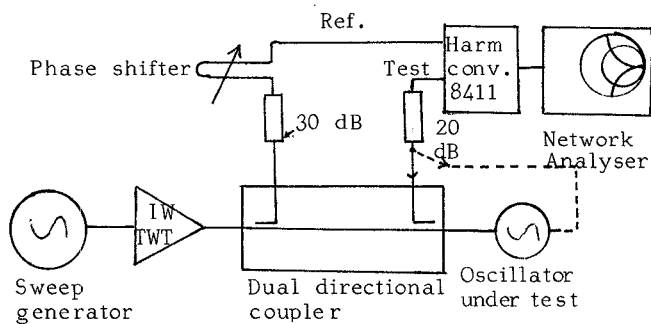 Ref.
Phase shifter
Test
Harm
conv.
8411
30 dB
20
dB
Network
Analyser
IW
TWT
Sweep
generator
Dual directional
coupler
Oscillator
under test